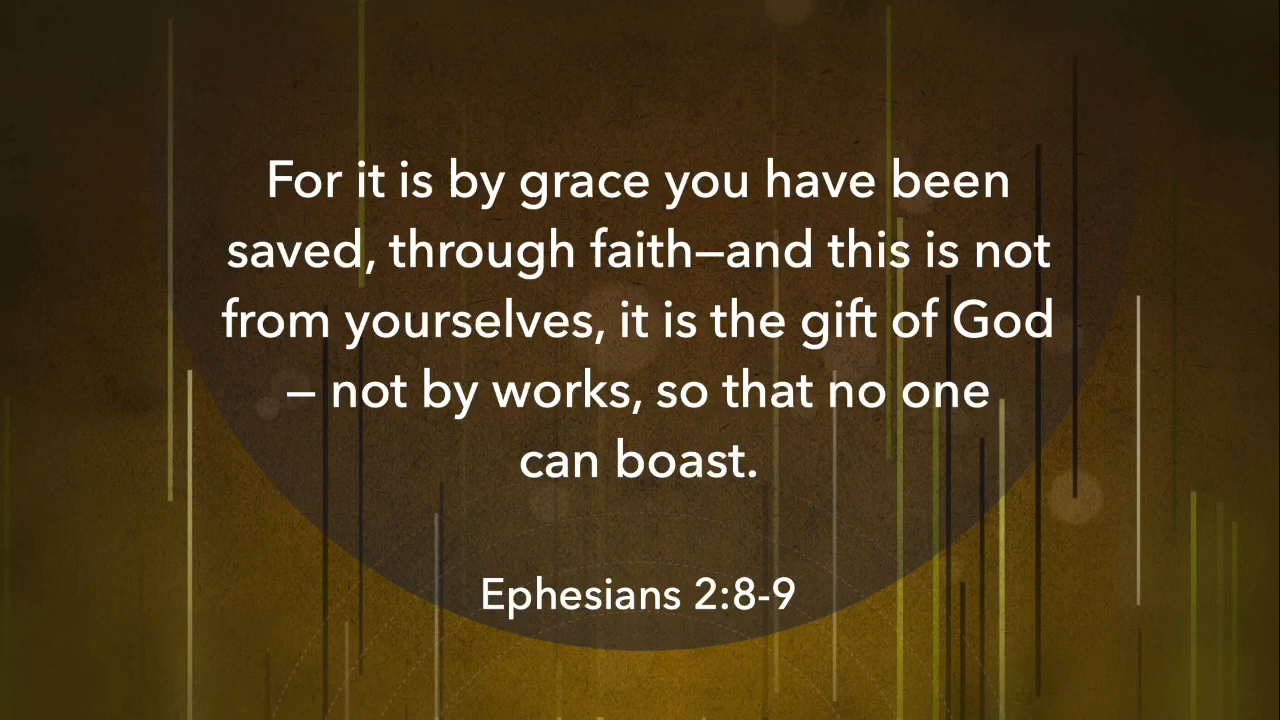 For it is by grace you have been
saved, through faith—and this is not
from yourselves, it is the gift of God
— not by works, so that no one
can boast.
Ephesians 2:8-9